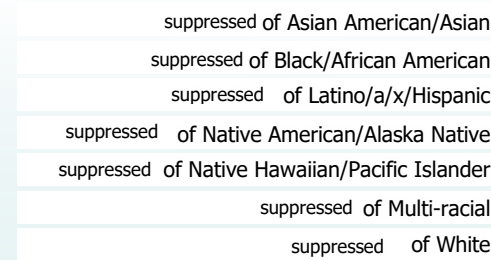 suppressed of Asian American/Asian
suppressed of Black/African American
suppressed of Latino/a/x/Hispanic
suppressed of Native American/Alaska Native
suppressed of Native Hawaiian/Pacific Islander
suppressed of Multi-racial
suppressed of White